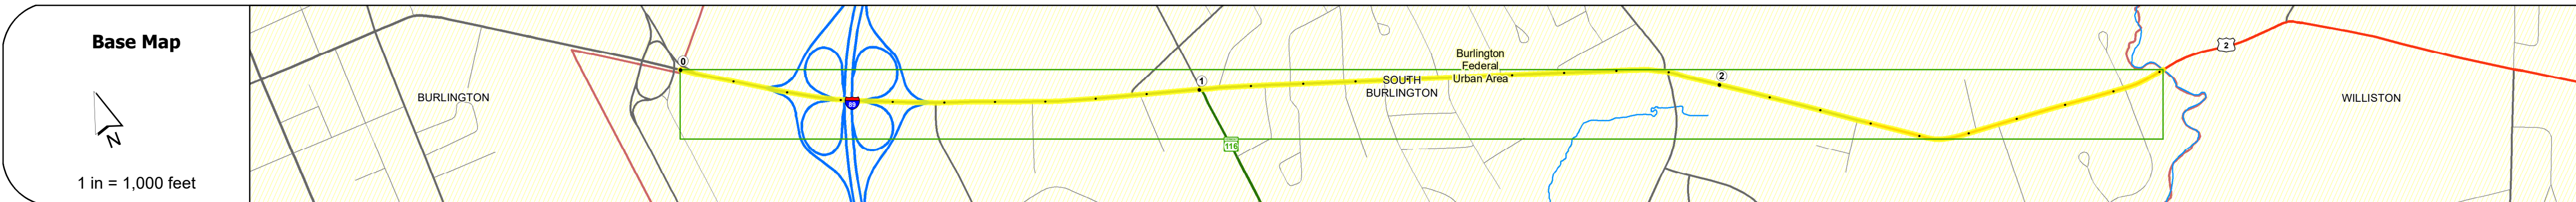 Base Map
N
1 in = 1,000 feet
BURLINGTON
0
89
1
116
SOUTH
BURLINGTON
Burlington
Federal
Urban Area
2
2
WILLISTON